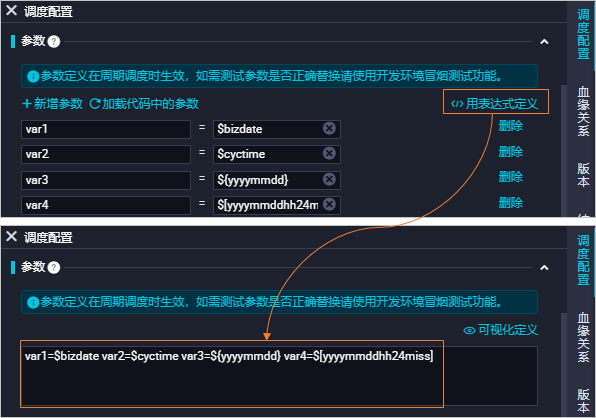 调度配置
参数 ?
参数定义在周期调度时生效，如需测试参数是否正确替换请使用开发环境冒烟测试功能。
+ 新增参数 加载代码中的参数 </> 用表达式定义
var1 = $bizdate 删除
var2 = $cyctime 删除
var3 = ${yyyymmdd} 删除
var4 = $[yyyymmddhh24m 删除
调度配置
血缘关系
版本
调度配置
参数 ?
参数定义在周期调度时生效，如需测试参数是否正确替换请使用开发环境冒烟测试功能。
可视化定义
var1=$bizdate var2=$cyctime var3=${yyyymmdd} var4=$[yyyymmddhh24miss]
调度配置
血缘关系
版本